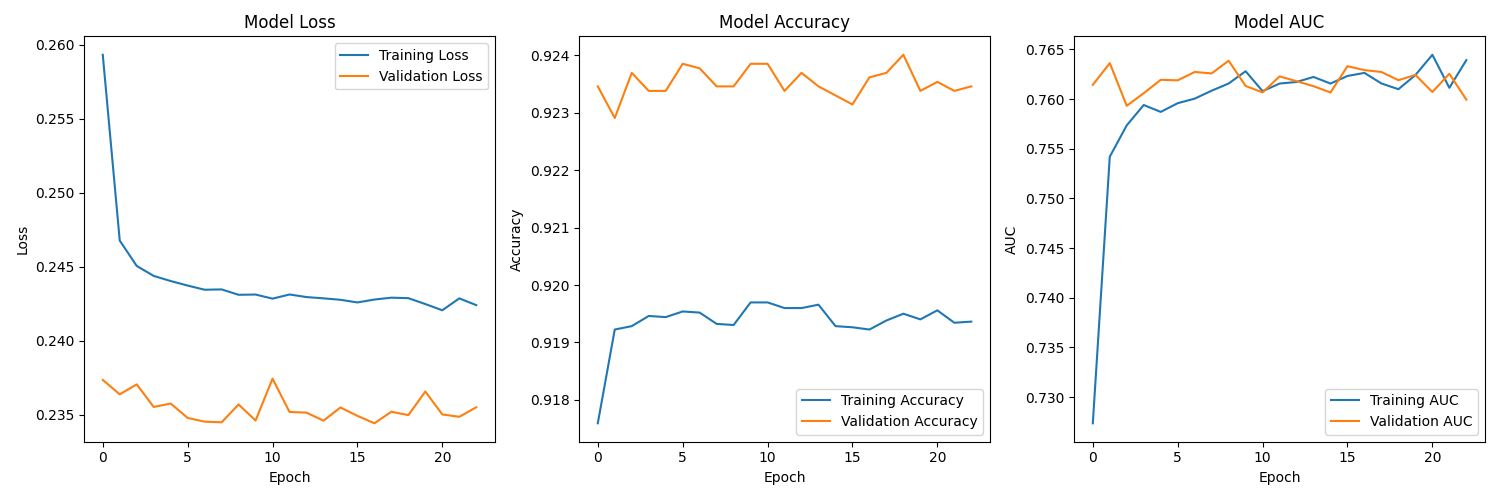 Model Loss
0.260
0.255
0.250
0.245
0.240
0.235
Loss
0
5
10
15
20
Epoch
Training Loss
Validation Loss
Model Accuracy
0.924
0.923
0.922
0.921
0.920
0.919
0.918
Accuracy
0
5
10
15
20
Epoch
Training Accuracy
Validation Accuracy
Model AUC
0.765
0.760
0.755
0.750
0.745
0.740
0.735
0.730
AUC
0
5
10
15
20
Epoch
Training AUC
Validation AUC